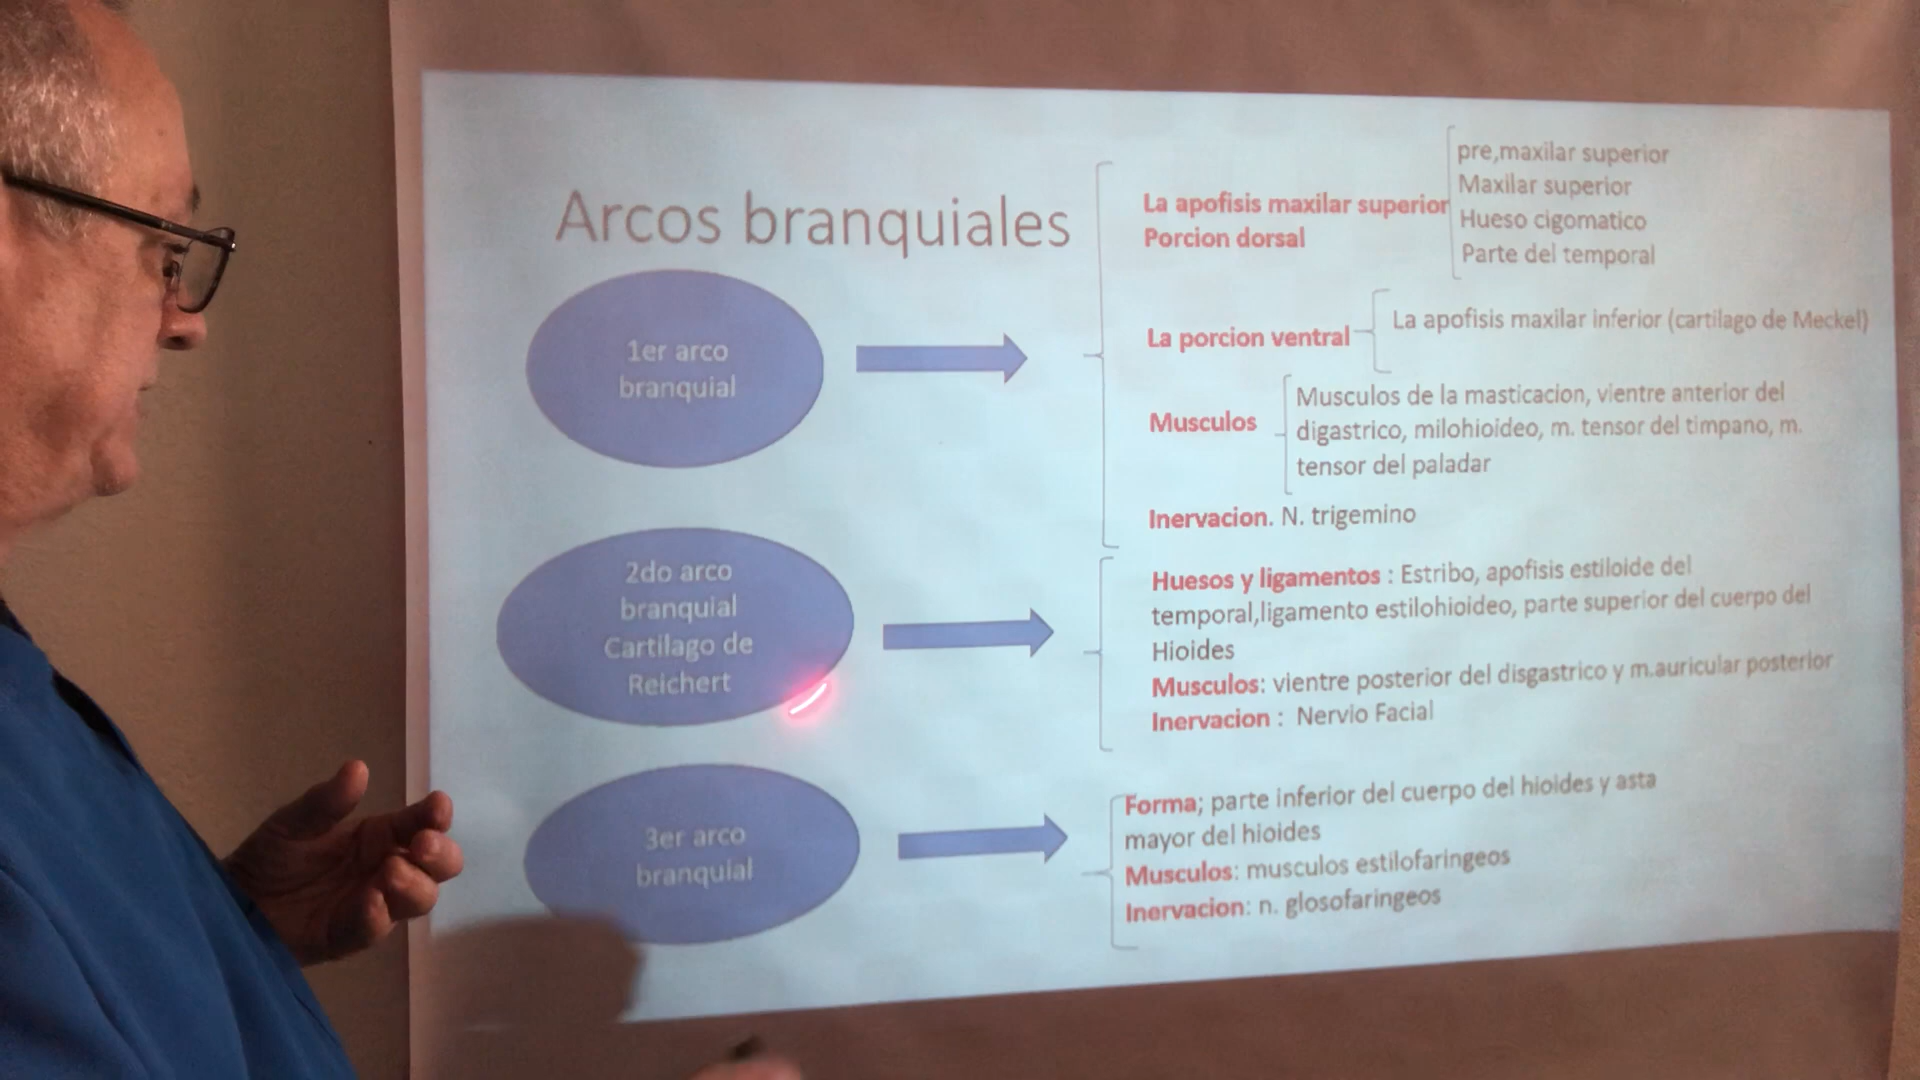 Arcos branquiales
1er arco
branquial
La apofisis maxilar superior
Porcion dorsal
pre,maxilar superior
Maxilar superior
Hueso cigomatico
Parte del temporal
La porcion ventral
La apofisis maxilar inferior (cartilago de Meckel)
Musculos
Musculos de la masticacion, vientre anterior del
digastrico, milohioideo, m. tensor del timpano, m.
tensor del paladar
Inervacion. N. trigemino
2do arco
branquial
Cartilago de
Reichert
Huesos y ligamentos : Estribo, apofisis estiloide del
temporal,ligamento estilohioideo, parte superior del cuerpo del
Hioides
Musculos: vientre posterior del disgastrico y m.auricular posterior
Inervacion : Nervio Facial
3er arco
branquial
Forma; parte inferior del cuerpo del hioides y asta
mayor del hioides
Musculos: musculos estilofaringeos
Inervacion: n. glosofaringeos